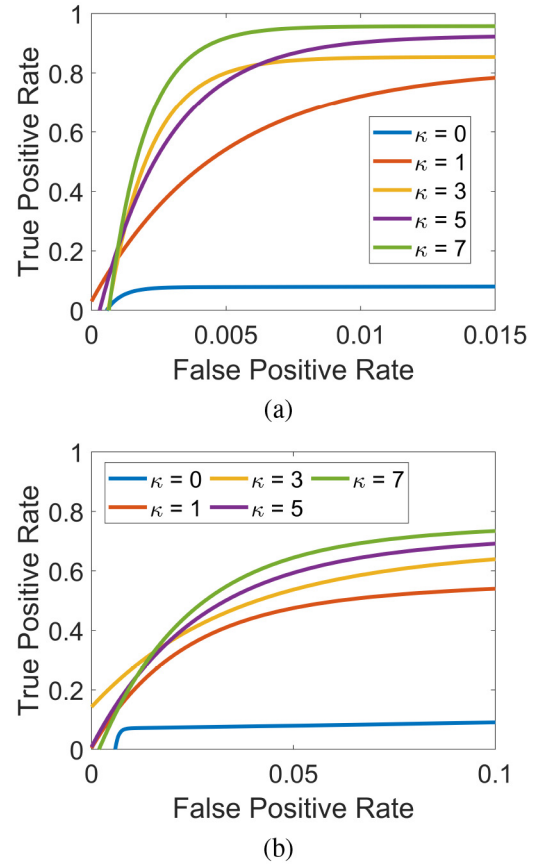 1
0.8
0.6
0.4
0.2
0
True Positive Rate
κ = 0
κ = 1
κ = 3
κ = 5
κ = 7
0 0.005 0.01 0.015
False Positive Rate
(a)
1
0.8
0.6
0.4
0.2
0
True Positive Rate
κ = 0 κ = 3 κ = 7
κ = 1 κ = 5
0 0.05 0.1
False Positive Rate
(b)